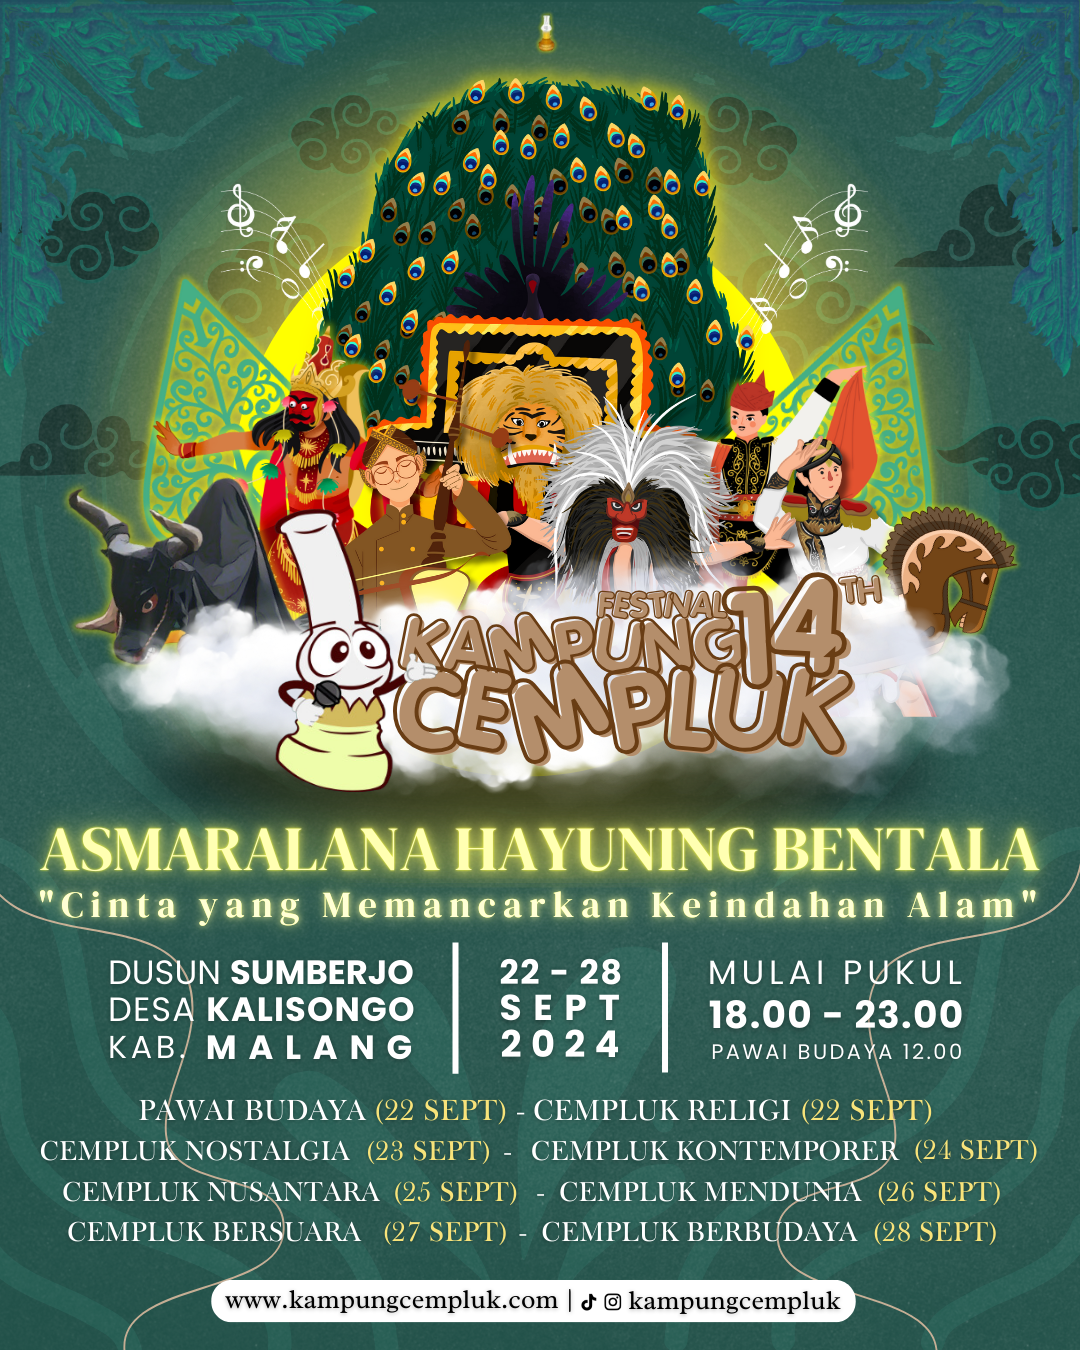 FESTIVAL
KAMPUNG 14TH
CEMPLUK
ASMARALANA HAYUNING BENTALA
"Cinta yang Memancarkan Keindahan Alam"
DUSUN SUMBERJO
DESA KALISONGO
KAB. MALANG
22 - 28
SEPT
2024
MULAI PUKUL
18.00 - 23.00
PAWAI BUDAYA 12.00
PAWAI BUDAYA (22 SEPT) - CEMPLUK RELIGI (22 SEPT)
CEMPLUK NOSTALGIA (23 SEPT) - CEMPLUK KONTEMPORER (24 SEPT)
CEMPLUK NUSANTARA (25 SEPT) - CEMPLUK MENDUNIA (26 SEPT)
CEMPLUK BERSUARA (27 SEPT) - CEMPLUK BERBUDAYA (28 SEPT)
www.kampungcempluk.com | kampungcempluk